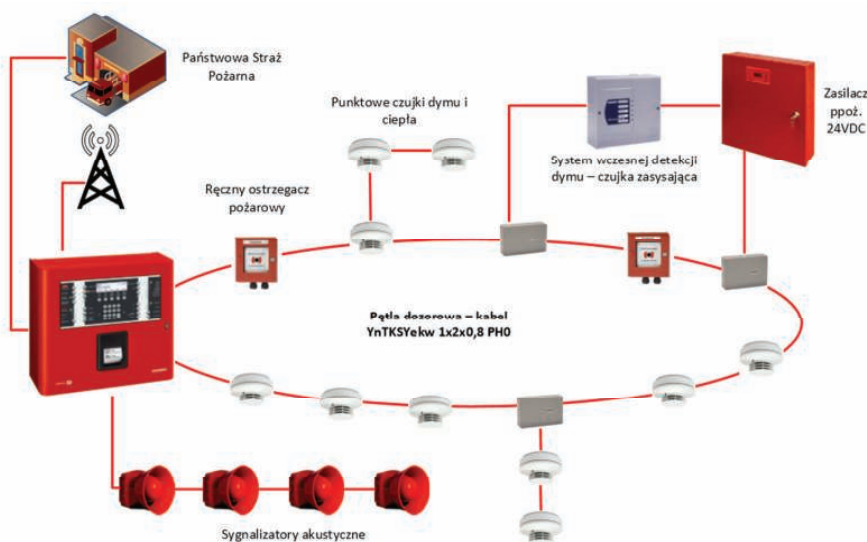 Państwowa Straż
Pożarna
Punktowe czujki dymu i
ciepła
Zasilacz
ppoż.
24VDC
System wczesnej detekcji
dymu – czujka zasysająca
Ręczny ostrzegacz
pożarowy
Pętla dozorowa – kabel
YnTKSYekw 1x2x0,8 PH0
Sygnalizatory akustyczne